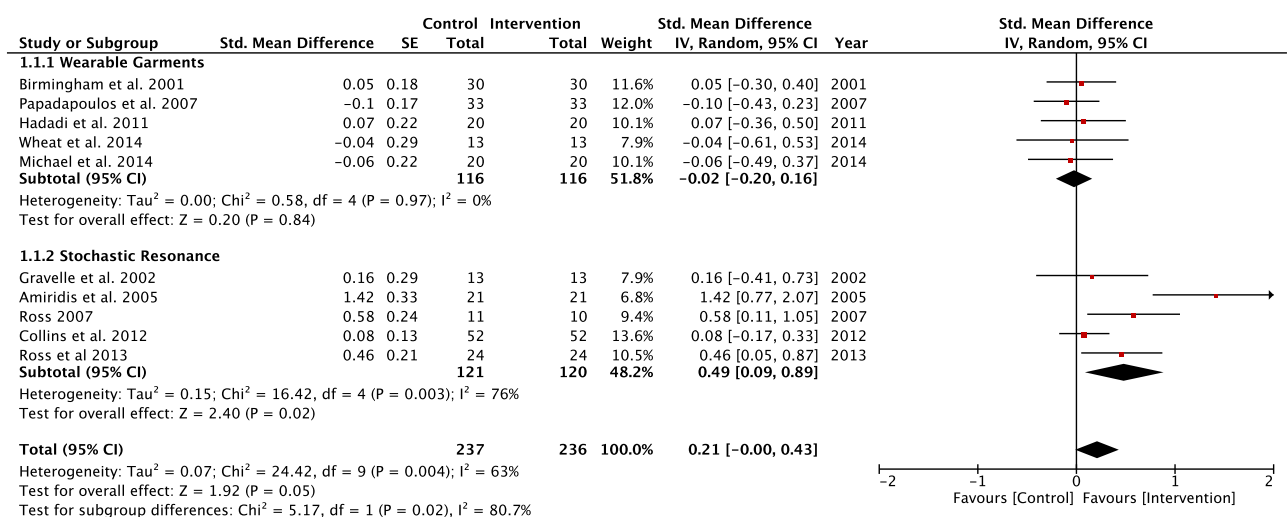 Control Intervention Std. Mean Difference Std. Mean Difference
Study or Subgroup Std. Mean Difference SE Total Total Weight IV, Random, 95% CI Year IV, Random, 95% CI
1.1.1 Wearable Garments
Birmingham et al. 2001 0.05 0.18 30 30 11.6% 0.05 [−0.30, 0.40] 2001
Papadapoulos et al. 2007 −0.1 0.17 33 33 12.0% −0.10 [−0.43, 0.23] 2007
Hadadi et al. 2011 0.07 0.22 20 20 10.1% 0.07 [−0.36, 0.50] 2011
Wheat et al. 2014 −0.04 0.29 13 13 7.9% −0.04 [−0.61, 0.53] 2014
Michael et al. 2014 −0.06 0.22 20 20 10.1% −0.06 [−0.49, 0.37] 2014
Subtotal (95% CI) 116 116 51.8% −0.02 [−0.20, 0.16]
Heterogeneity: Tau² = 0.00; Chi² = 0.58, df = 4 (P = 0.97); I² = 0%
Test for overall effect: Z = 0.20 (P = 0.84)
1.1.2 Stochastic Resonance
Gravelle et al. 2002 0.16 0.29 13 13 7.9% 0.16 [−0.41, 0.73] 2002
Amiridis et al. 2005 1.42 0.33 21 21 6.8% 1.42 [0.77, 2.07] 2005
Ross 2007 0.58 0.24 11 10 9.4% 0.58 [0.11, 1.05] 2007
Collins et al. 2012 0.08 0.13 52 52 13.6% 0.08 [−0.17, 0.33] 2012
Ross et al 2013 0.46 0.21 24 24 10.5% 0.46 [0.05, 0.87] 2013
Subtotal (95% CI) 121 120 48.2% 0.49 [0.09, 0.89]
Heterogeneity: Tau² = 0.15; Chi² = 16.42, df = 4 (P = 0.003); I² = 76%
Test for overall effect: Z = 2.40 (P = 0.02)
Total (95% CI) 237 236 100.0% 0.21 [−0.00, 0.43]
Heterogeneity: Tau² = 0.07; Chi² = 24.42, df = 9 (P = 0.004); I² = 63%
Test for overall effect: Z = 1.92 (P = 0.05)
Test for subgroup differences: Chi² = 5.17, df = 1 (P = 0.02), I² = 80.7%
−2 −1 0 1 2
Favours [Control] Favours [Intervention]